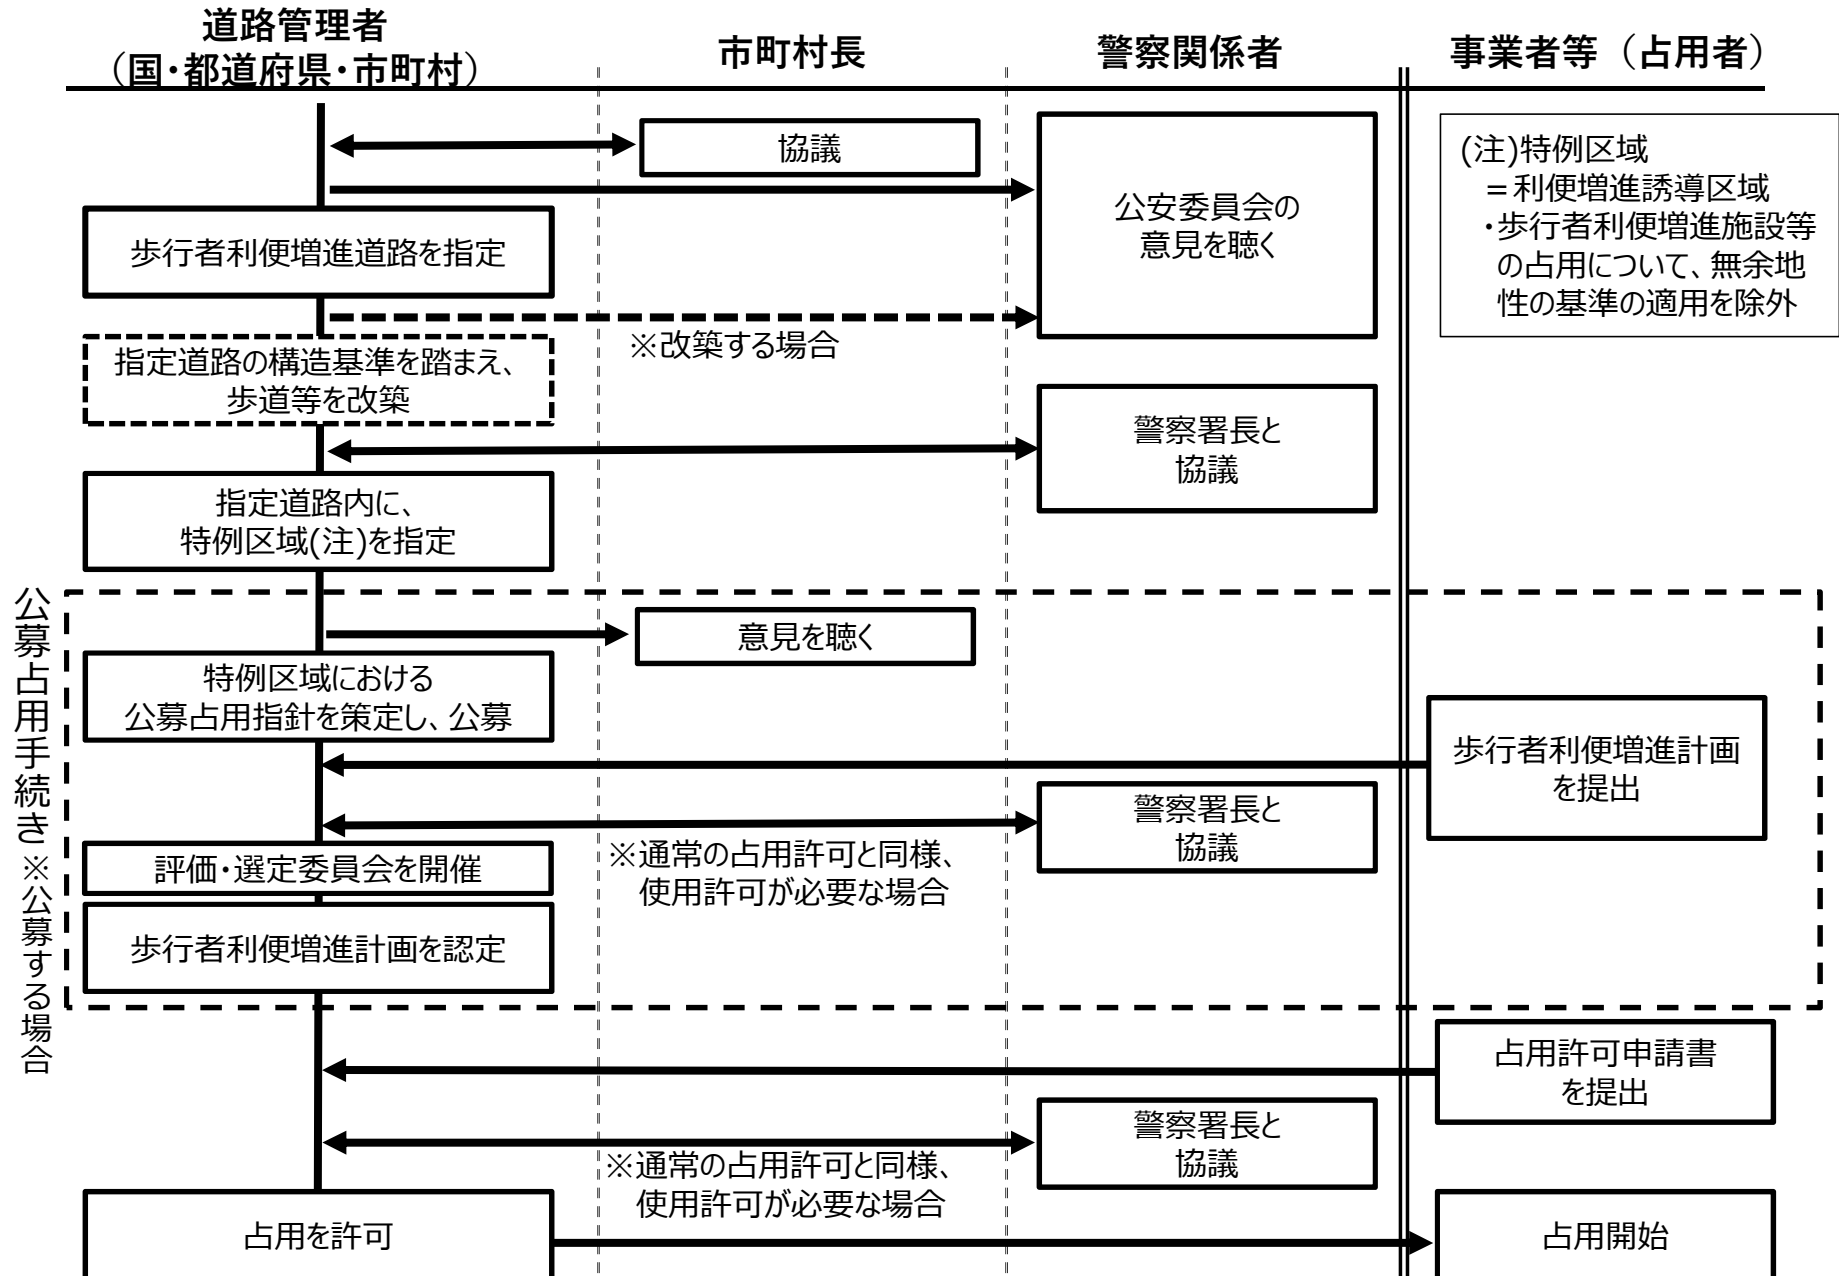 道路管理者
（国・都道府県・市町村）
市町村長
警察関係者
事業者等（占用者）
協議
公安委員会の
意見を聴く
(注)特例区域
＝利便増進誘導区域
・歩行者利便増進施設等
の占用について、無余地
性の基準の適用を除外
歩行者利便増進道路を指定
※改築する場合
指定道路の構造基準を踏まえ、
歩道等を改築
警察署長と
協議
指定道路内に、
特例区域(注)を指定
公募占用手続き※公募する場合
意見を聴く
特例区域における
公募占用指針を策定し、公募
歩行者利便増進計画
を提出
警察署長と
協議
※通常の占用許可と同様、
使用許可が必要な場合
評価・選定委員会を開催
歩行者利便増進計画を認定
占用許可申請書
を提出
警察署長と
協議
※通常の占用許可と同様、
使用許可が必要な場合
占用を許可
占用開始